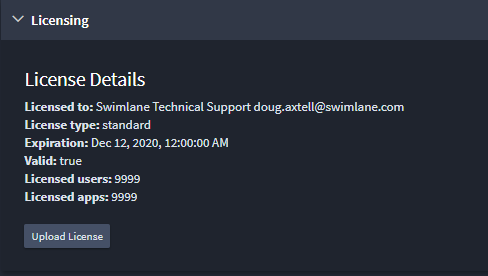 Licensing
License Details
Licensed to: Swimlane Technical Support doug.axtell@swimlane.com
License type: standard
Expiration: Dec 12, 2020, 12:00:00 AM
Valid: true
Licensed users: 9999
Licensed apps: 9999
Upload License